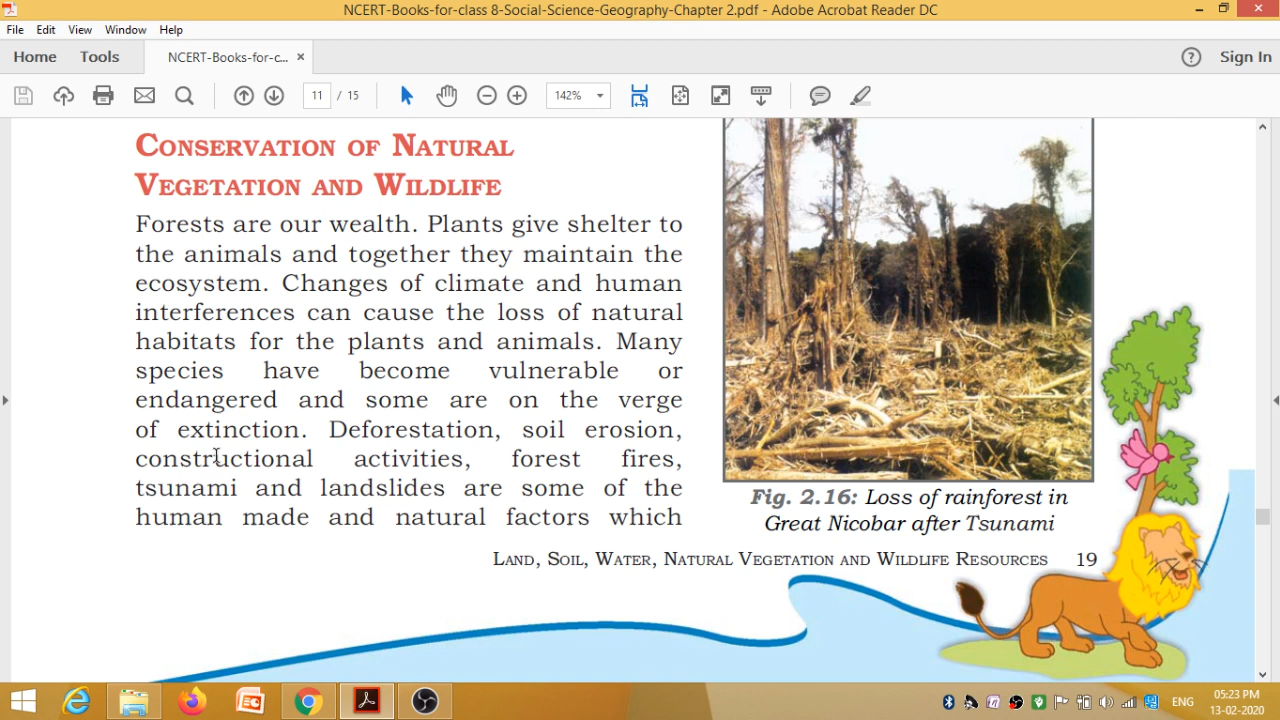 NCERT-Books-for-class 8-Social-Science-Geography-Chapter 2.pdf - Adobe Acrobat Reader DC
File Edit View Window Help
Home Tools NCERT-Books-for-c... × Sign In
11 / 15 142%
CONSERVATION OF NATURAL
VEGETATION AND WILDLIFE
Forests are our wealth. Plants give shelter to
the animals and together they maintain the
ecosystem. Changes of climate and human
interferences can cause the loss of natural
habitats for the plants and animals. Many
species have become vulnerable or
endangered and some are on the verge
of extinction. Deforestation, soil erosion,
constructional activities, forest fires,
tsunami and landslides are some of the
human made and natural factors which
Fig. 2.16: Loss of rainforest in
Great Nicobar after Tsunami
LAND, SOIL, WATER, NATURAL VEGETATION AND WILDLIFE RESOURCES 19
ENG
05:23 PM
13-02-2020